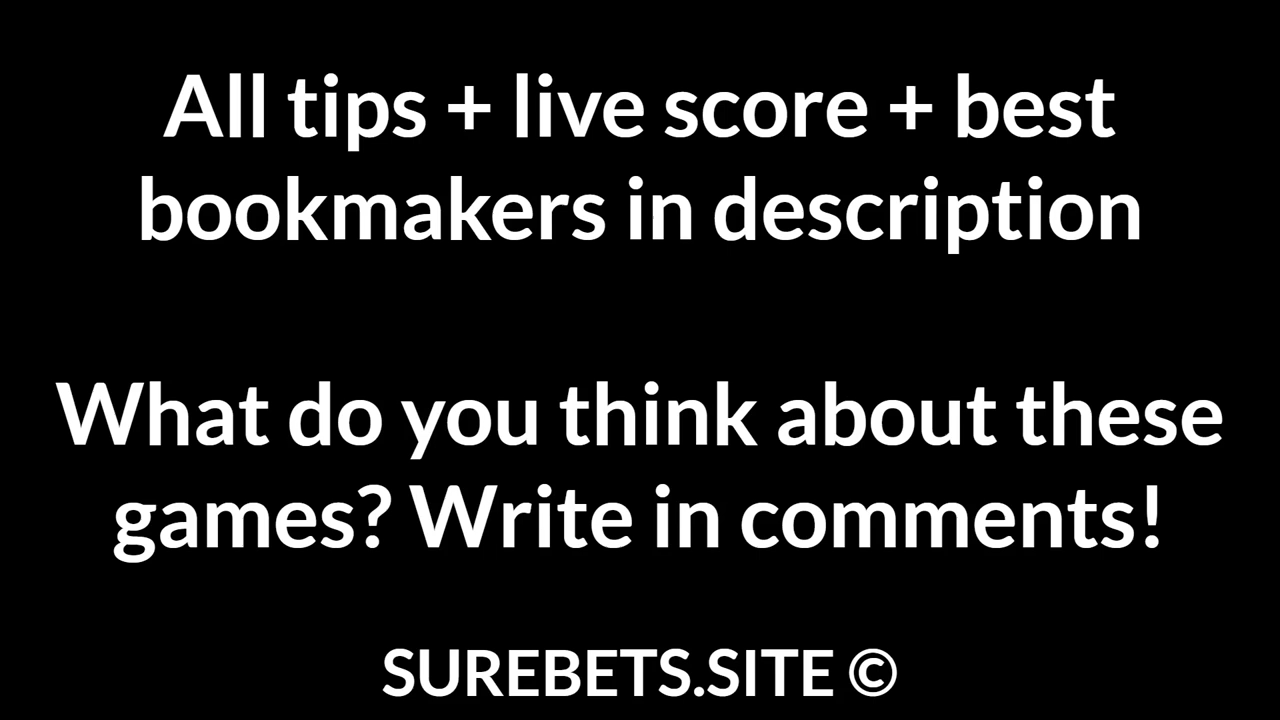 All tips + live score + best
bookmakers in description
What do you think about these
games? Write in comments!
SUREBETS.SITE ©